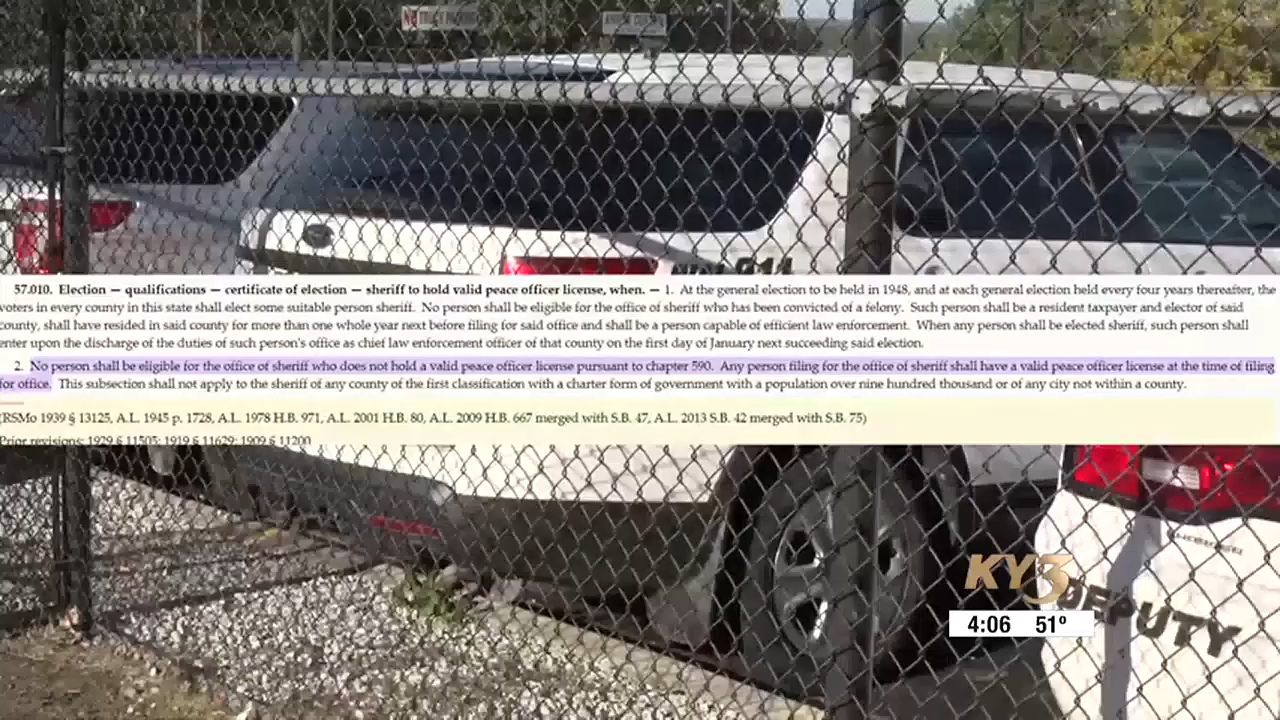 NO TRUCK PARKING
911
57.010. Election — qualifications — certificate of election — sheriff to hold valid peace officer license, when. — 1. At the general election to be held in 1948, and at each general election held every four years thereafter, the
voters in every county in this state shall elect some suitable person sheriff. No person shall be eligible for the office of sheriff who has been convicted of a felony. Such person shall be a resident taxpayer and elector of said
county, shall have resided in said county for more than one whole year next before filing for said office and shall be a person capable of efficient law enforcement. When any person shall be elected sheriff, such person shall
enter upon the discharge of the duties of such person's office as chief law enforcement officer of that county on the first day of January next succeeding said election.
2. No person shall be eligible for the office of sheriff who does not hold a valid peace officer license pursuant to chapter 590. Any person filing for the office of sheriff shall have a valid peace officer license at the time of filing
for office. This subsection shall not apply to the sheriff of any county of the first classification with a charter form of government with a population over nine hundred thousand or of any city not within a county.
(RSMo 1939 § 13125, A.L. 1945 p. 1728, A.L. 1978 H.B. 971, A.L. 2001 H.B. 80, A.L. 2009 H.B. 667 merged with S.B. 47, A.L. 2013 S.B. 42 merged with S.B. 75)
Prior revisions: 1929 § 11505; 1919 § 11629; 1909 § 11200
KY3
DEPUTY
4:06 51°